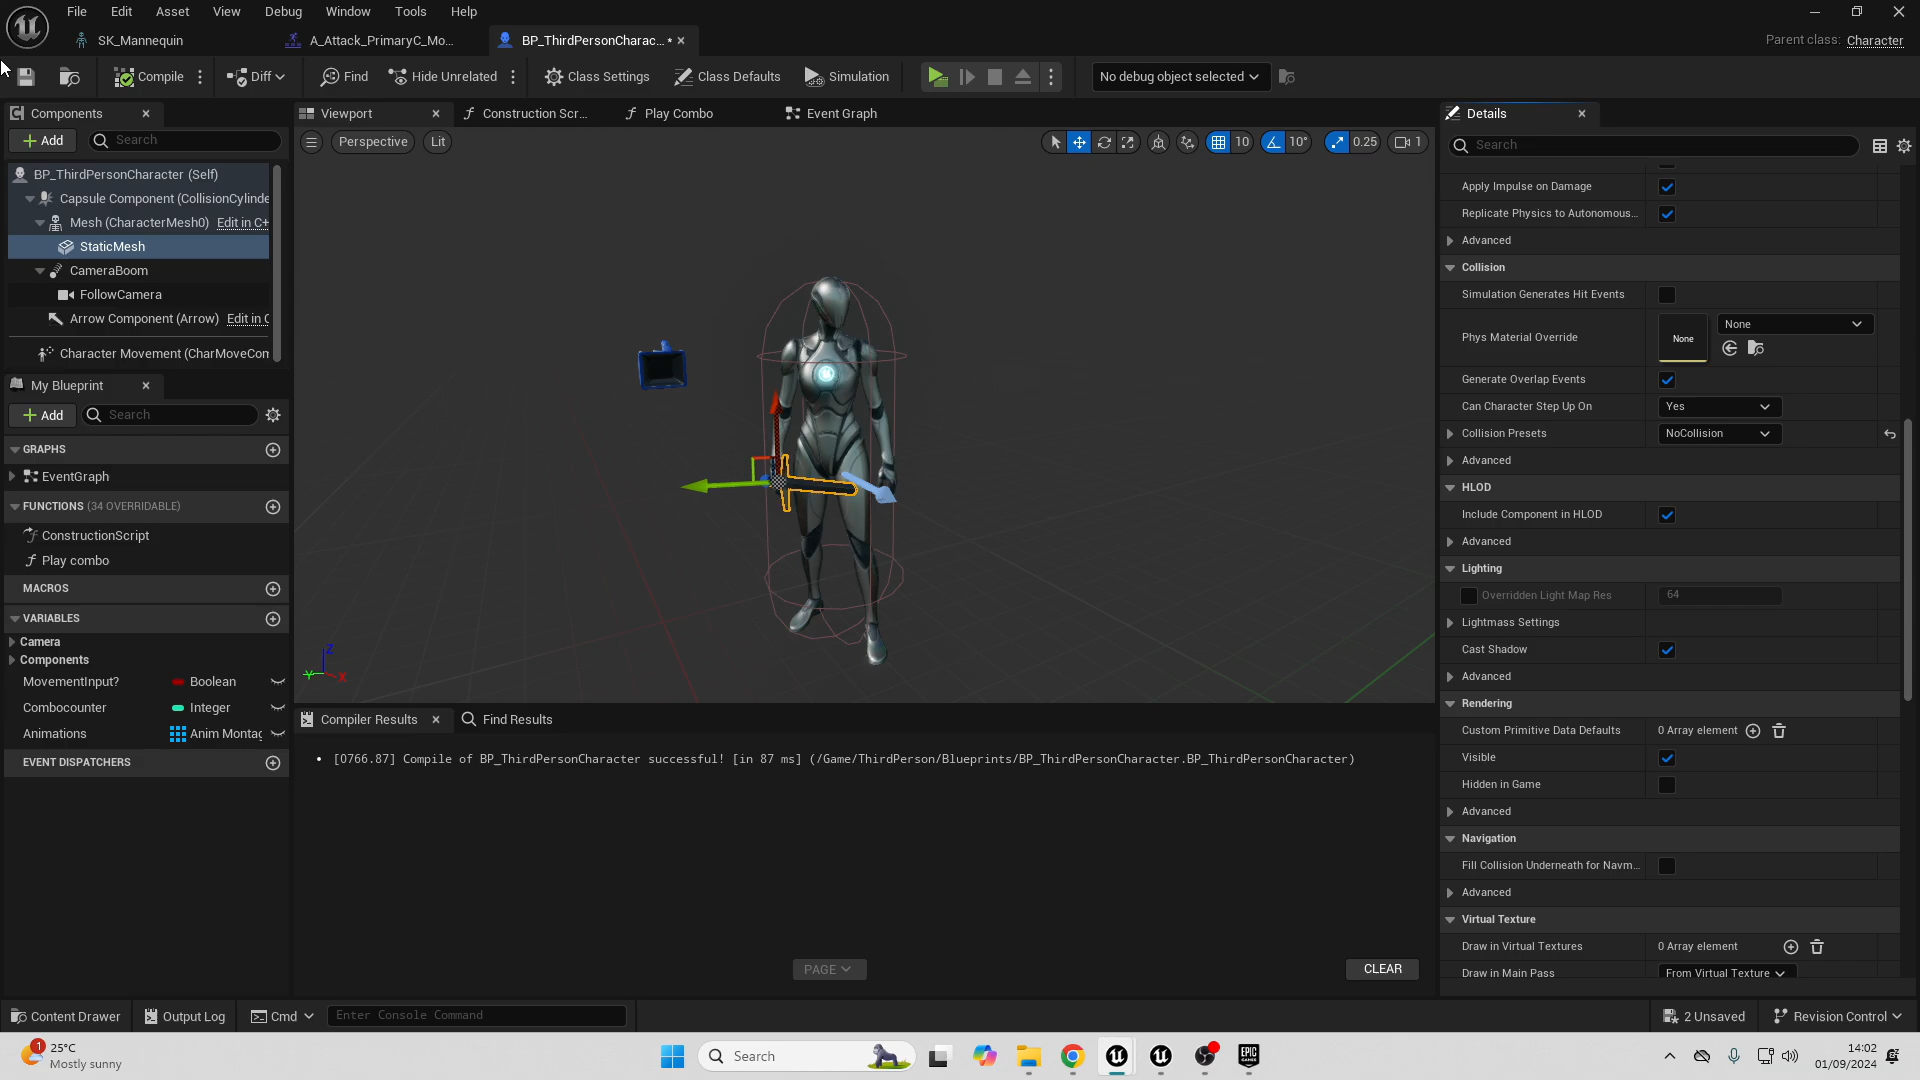 File Edit Asset View Debug Window Tools Help
SK_Mannequin A_Attack_PrimaryC_Mo... BP_ThirdPersonCharac... • Parent class: Character
Compile Diff Find Hide Unrelated Class Settings Class Defaults Simulation No debug object selected
Components Viewport Construction Scr... Play Combo Event Graph Details
Add Search Perspective Lit 10 10° 0.25 1 Search
BP_ThirdPersonCharacter (Self)
Capsule Component (CollisionCylinde
Mesh (CharacterMesh0) Edit in C+
StaticMesh
CameraBoom
FollowCamera
Arrow Component (Arrow) Edit in C
Character Movement (CharMoveCom
My Blueprint
Add Search
GRAPHS
EventGraph
FUNCTIONS (34 OVERRIDABLE)
ConstructionScript
Play combo
MACROS
VARIABLES
Camera
Components
MovementInput? Boolean
Combocounter Integer
Animations Anim Montag
EVENT DISPATCHERS
Z
Y X
Compiler Results Find Results
[0766.87] Compile of BP_ThirdPersonCharacter successful! [in 87 ms] (/Game/ThirdPerson/Blueprints/BP_ThirdPersonCharacter.BP_ThirdPersonCharacter)
PAGE CLEAR
Apply Impulse on Damage
Replicate Physics to Autonomous...
Advanced
Collision
Simulation Generates Hit Events
Phys Material Override None None
Generate Overlap Events
Can Character Step Up On Yes
Collision Presets NoCollision
Advanced
HLOD
Include Component in HLOD
Advanced
Lighting
Overridden Light Map Res 64
Lightmass Settings
Cast Shadow
Advanced
Rendering
Custom Primitive Data Defaults 0 Array element
Visible
Hidden in Game
Advanced
Navigation
Fill Collision Underneath for Navm...
Advanced
Virtual Texture
Draw in Virtual Textures 0 Array element
Draw in Main Pass From Virtual Texture
Content Drawer Output Log Cmd Enter Console Command 2 Unsaved Revision Control
1 25°C
Mostly sunny
Search
EPIC GAMES
14:02
01/09/2024